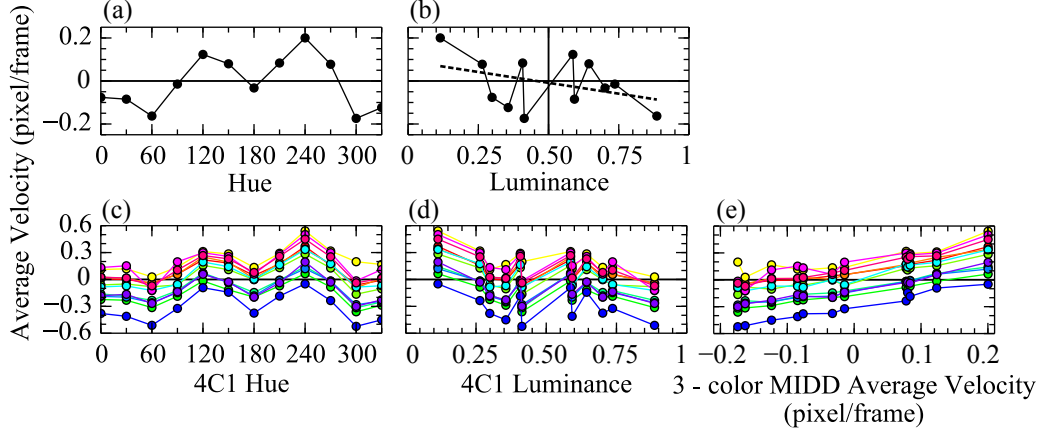 (a)
(b)
Average Velocity (pixel/frame)
0.2
0
−0.2
0 60 120 180 240 300
Hue
0 0.25 0.50 0.75 1
Luminance
(c)
(d)
(e)
0.6
0.3
0
−0.3
−0.6
0 60 120 180 240 300
4C1 Hue
0 0.25 0.50 0.75 1
4C1 Luminance
−0.2 −0.1 0 0.1 0.2
3 - color MIDD Average Velocity
(pixel/frame)